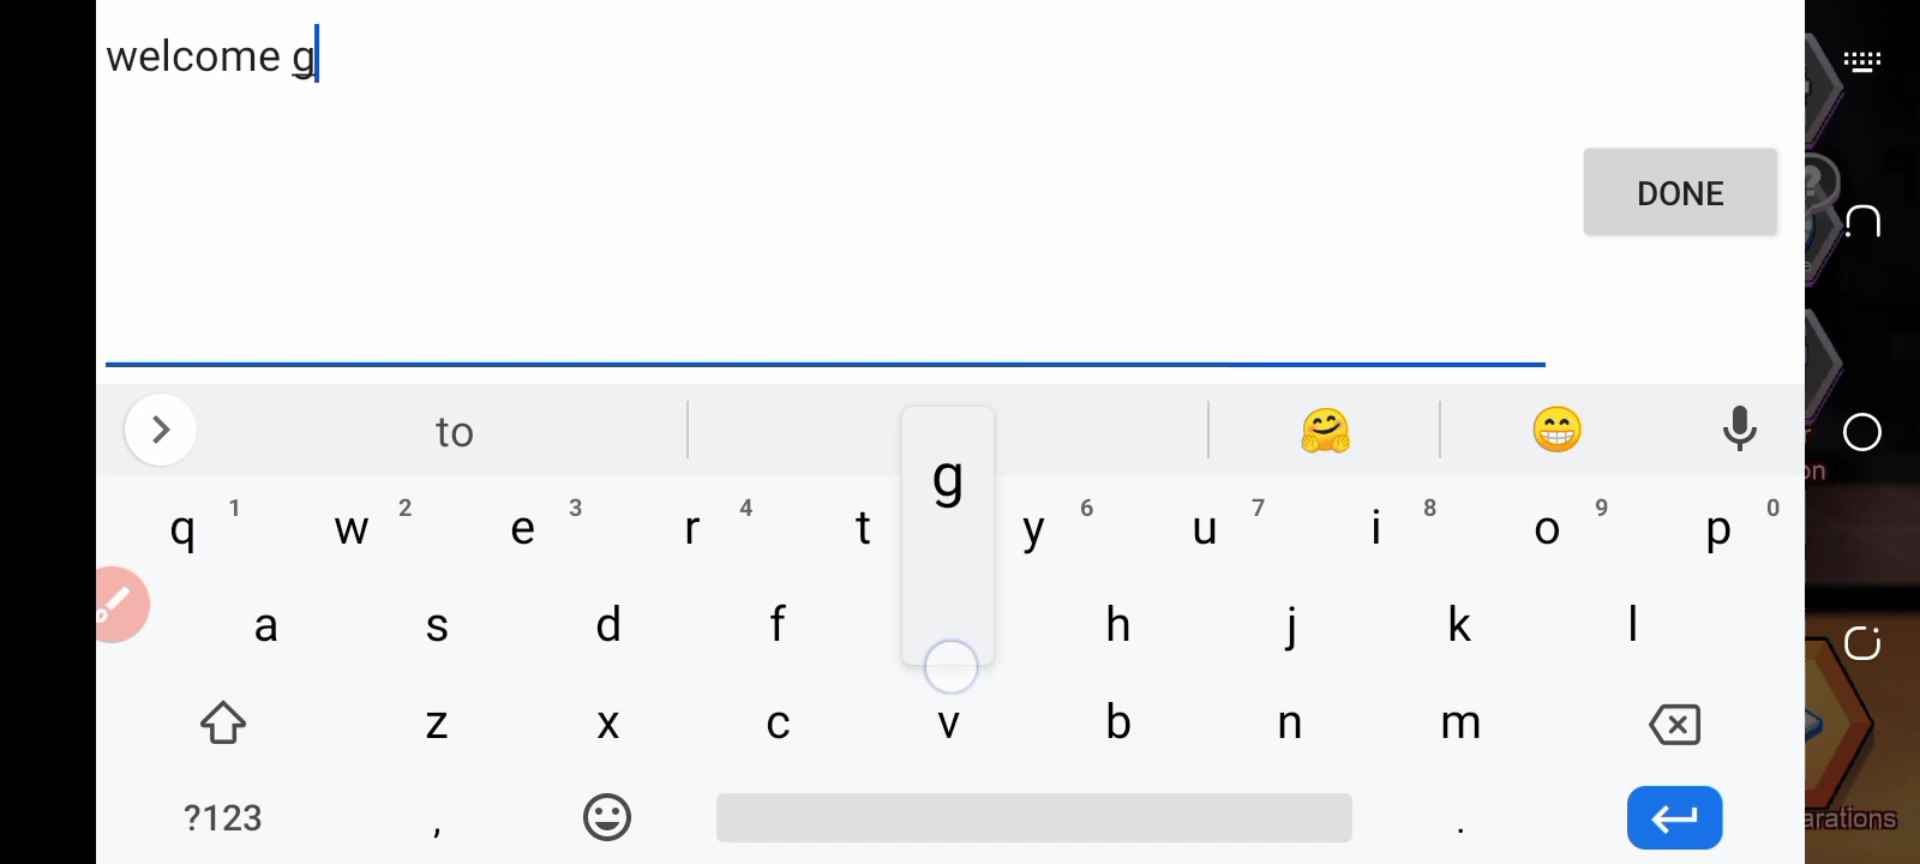 welcome g
DONE
to
g
q 1 w 2 e 3 r 4 t y 6 u 7 i 8 o 9 p 0
a s d f h j k l
z x c v b n m
?123 , .
arations